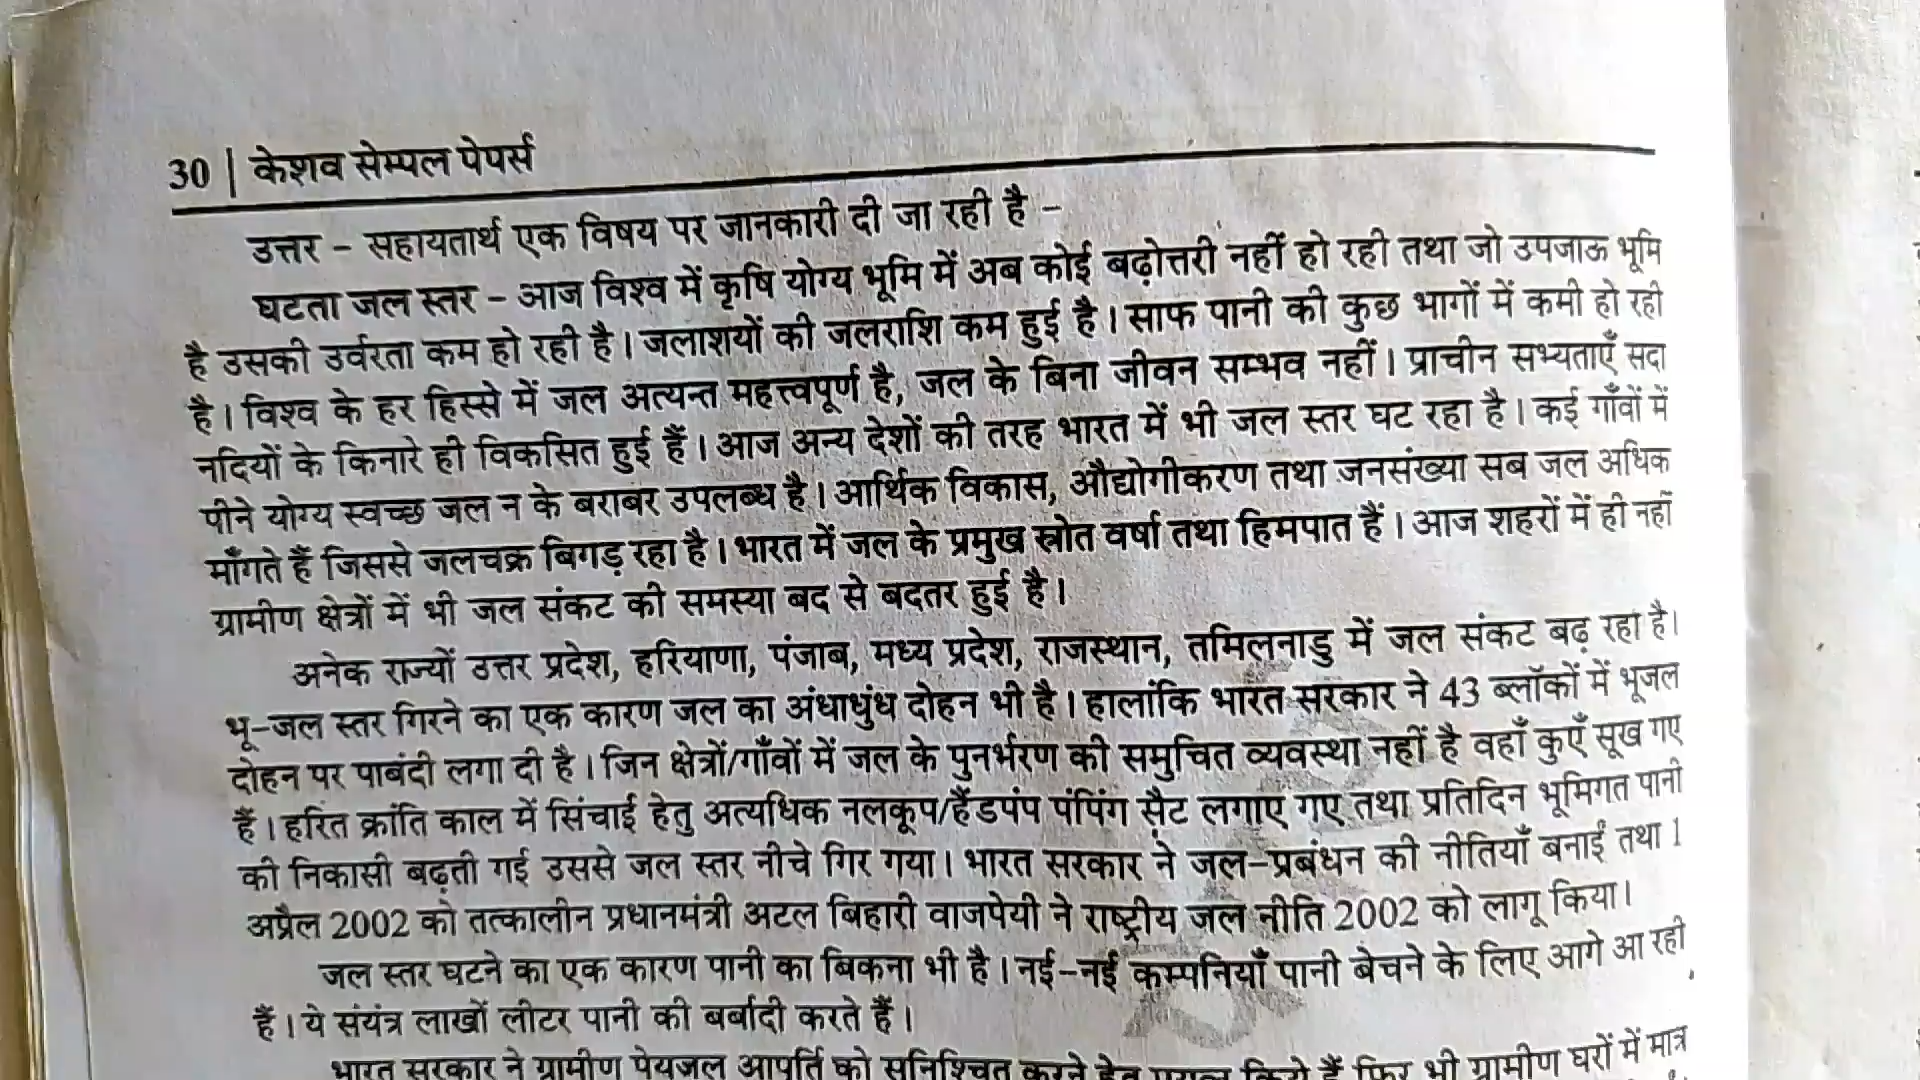 30 | केशव सेम्पल पेपर्स
उत्तर – सहायतार्थ एक विषय पर जानकारी दी जा रही है –
घटता जल स्तर – आज विश्व में कृषि योग्य भूमि में अब कोई बढ़ोत्तरी नहीं हो रही तथा जो उपजाऊ भूमि
है उसकी उर्वरता कम हो रही है। जलाशयों की जलराशि कम हुई है। साफ पानी की कुछ भागों में कमी हो रही
है। विश्व के हर हिस्से में जल अत्यन्त महत्त्वपूर्ण है, जल के बिना जीवन सम्भव नहीं। प्राचीन सभ्यताएँ सदा
नदियों के किनारे ही विकसित हुई हैं। आज अन्य देशों की तरह भारत में भी जल स्तर घट रहा है। कई गाँवों में
पीने योग्य स्वच्छ जल न के बराबर उपलब्ध है। आर्थिक विकास, औद्योगीकरण तथा जनसंख्या सब जल अधिक
माँगते हैं जिससे जलचक्र बिगड़ रहा है। भारत में जल के प्रमुख स्रोत वर्षा तथा हिमपात हैं। आज शहरों में ही नहीं
ग्रामीण क्षेत्रों में भी जल संकट की समस्या बद से बदतर हुई है।
अनेक राज्यों उत्तर प्रदेश, हरियाणा, पंजाब, मध्य प्रदेश, राजस्थान, तमिलनाडु में जल संकट बढ़ रहा है।
भू-जल स्तर गिरने का एक कारण जल का अंधाधुंध दोहन भी है। हालांकि भारत सरकार ने 43 ब्लॉकों में भूजल
दोहन पर पाबंदी लगा दी है। जिन क्षेत्रों/गाँवों में जल के पुनर्भरण की समुचित व्यवस्था नहीं है वहाँ कुएँ सूख गए
हैं। हरित क्रांति काल में सिंचाई हेतु अत्यधिक नलकूप/हैंडपंप पंपिंग सैट लगाए गए तथा प्रतिदिन भूमिगत पानी
की निकासी बढ़ती गई उससे जल स्तर नीचे गिर गया। भारत सरकार ने जल-प्रबंधन की नीतियाँ बनाईं तथा 1
अप्रैल 2002 को तत्कालीन प्रधानमंत्री अटल बिहारी वाजपेयी ने राष्ट्रीय जल नीति 2002 को लागू किया।
जल स्तर घटने का एक कारण पानी का बिकना भी है। नई-नई कम्पनियाँ पानी बेचने के लिए आगे आ रही
हैं। ये संयंत्र लाखों लीटर पानी की बर्बादी करते हैं।
भारत सरकार ने ग्रामीण पेयजल आपूर्ति को सुनिश्चित करने हेतु प्रयत्न किये हैं फिर भी ग्रामीण घरों में मात्र